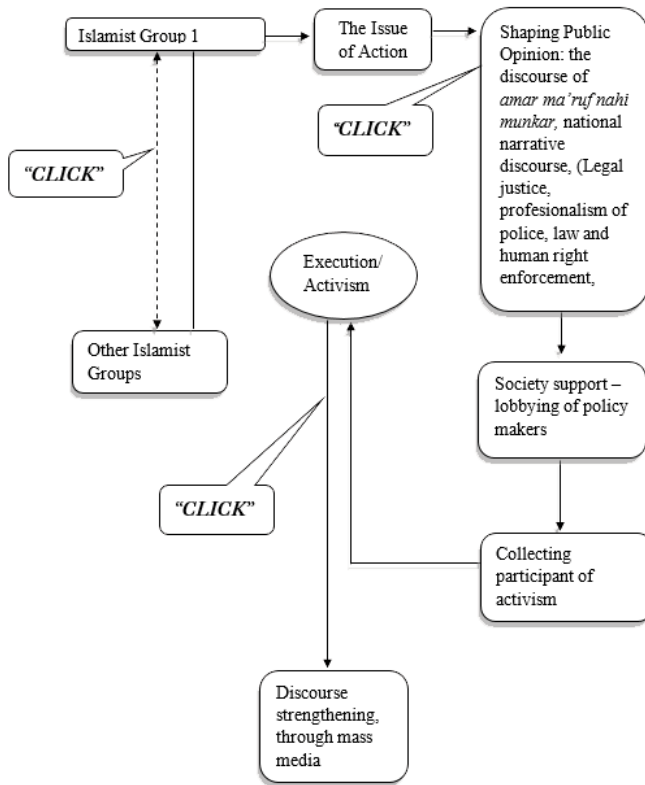 Islamist Group 1
The Issue
of Action
Shaping Public
Opinion: the
discourse of
amar ma’ruf nahi
munkar, national
narrative
discourse, (Legal
justice,
profesionalism of
police, law and
human right
enforcement,
“CLICK”
“CLICK”
Execution/
Activism
Other Islamist
Groups
Society support –
lobbying of policy
makers
“CLICK”
Collecting
participant of
activism
Discourse
strengthening,
through mass
media